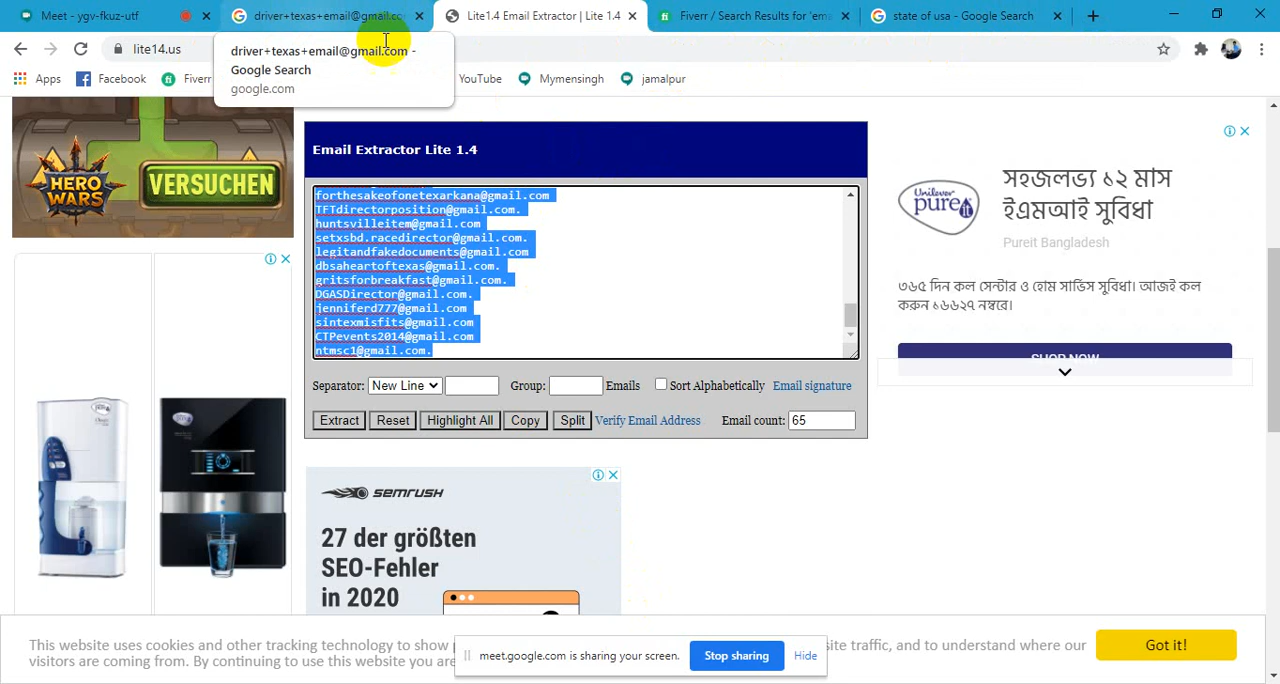 Meet - ygv-fkuz-utf
driver+texas+email@gmail.cc
Lite1.4 Email Extractor | Lite 1.4
Fiverr / Search Results for 'ema
state of usa - Google Search
lite14.us
driver+texas+email@gmail.com -
Google Search
google.com
Apps
Facebook
Fiverr
YouTube
Mymensingh
jamalpur
HERO
WARS
VERSUCHEN
Email Extractor Lite 1.4
forthesakeofonetexarkana@gmail.com
TFTdirectorposition@gmail.com.
huntsvilleitem@gmail.com
setxsbd.racedirector@gmail.com.
legitandfakedocuments@gmail.com
dbsaheartoftexas@gmail.com.
gritsforbreakfast@gmail.com.
DGASDirector@gmail.com.
jenniferd777@gmail.com
sintexmisfits@gmail.com
CTPevents2014@gmail.com
ntmsc1@gmail.com.
Separator: New Line Group: Emails Sort Alphabetically Email signature
Extract Reset Highlight All Copy Split Verify Email Address Email count: 65
Unilever
pureit
সহজলভ্য ১২ মাস
ইএমআই সুবিধা
Pureit Bangladesh
৩৬৫ দিন কল সেন্টার ও হোম সার্ভিস সুবিধা। আজই কল
করুন ১৬৬২৭ নম্বরে।
SHOP NOW
SEMRUSH
27 der größten
SEO-Fehler
in 2020
This website uses cookies and other tracking technology to show p
site traffic, and to understand where our
visitors are coming from. By continuing to use this website you are
meet.google.com is sharing your screen.
Stop sharing
Hide
Got it!